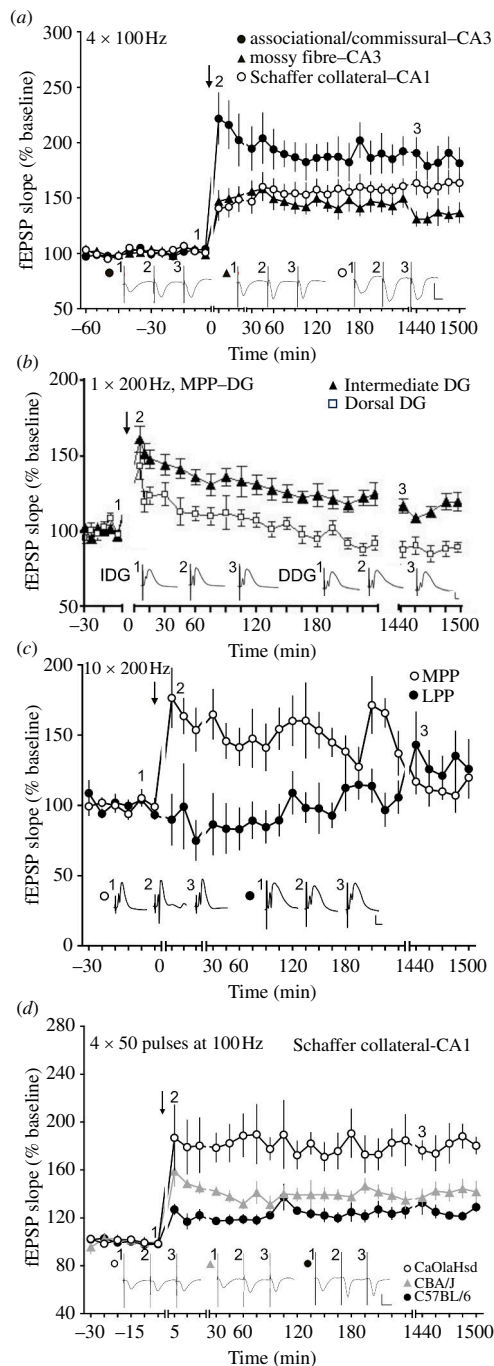 (a)
300
4 × 100 Hz
associational/commissural–CA3
mossy fibre–CA3
Schaffer collateral–CA1
250
200
150
100
50
fEPSP slope (% baseline)
1
2
3
1 2 3
1 2 3
1 2 3
−60 −30 0 30 60 120 180 1440 1500
Time (min)
(b)
200
1 × 200 Hz, MPP–DG
Intermediate DG
Dorsal DG
150
100
50
fEPSP slope (% baseline)
1
2
3
IDG 1 2 3
DDG 1 2 3
−30 0 30 60 120 180 1440 1500
Time (min)
(c)
200
10 × 200 Hz
MPP
LPP
150
100
50
0
fEPSP slope (% baseline)
1
2
3
1 2 3
1 2 3
−30 0 30 60 120 180 1440 1500
Time (min)
(d)
280
4 × 50 pulses at 100 Hz
Schaffer collateral-CA1
240
200
160
120
80
40
fEPSP slope (% baseline)
1
2
3
1 2 3
1 2 3
1 2 3
CaOlaHsd
CBA/J
C57BL/6
−30 −15 5 30 60 120 180 1440 1500
Time (min)